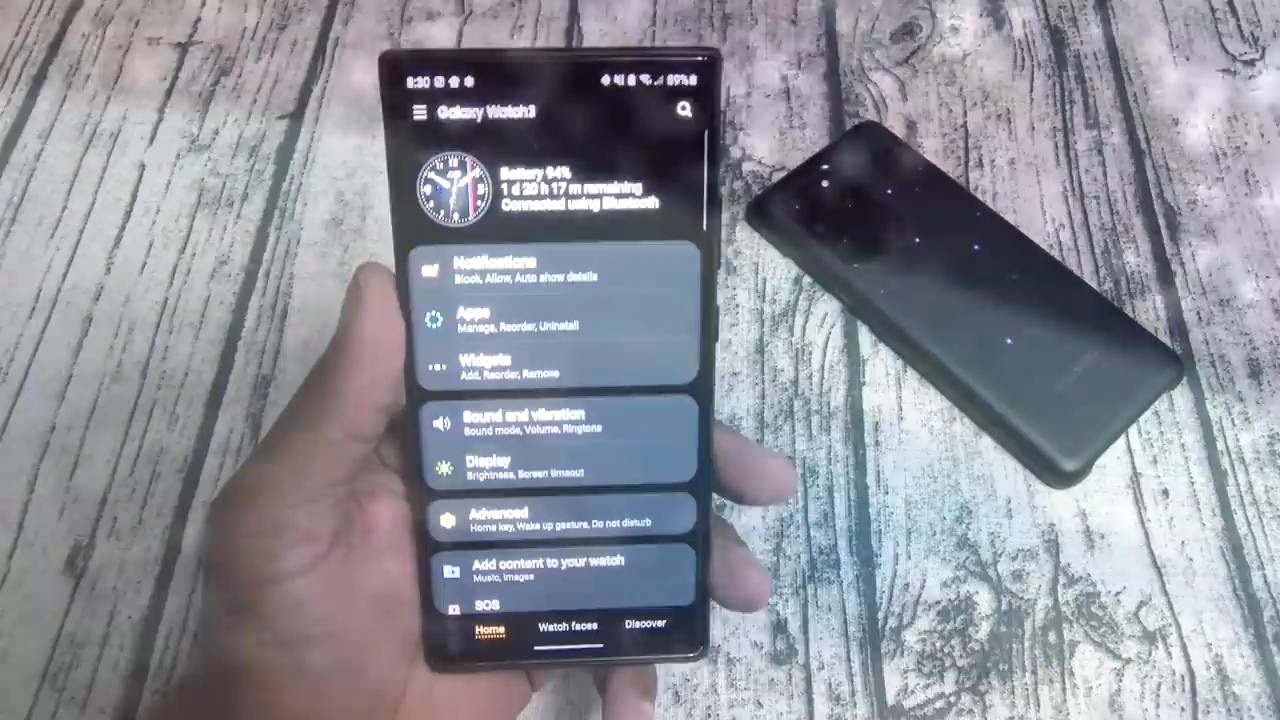 8:30
89%
Galaxy Watch3
Battery 94%
1 d 20 h 17 m remaining
Connected using Bluetooth
Notifications
Block, Allow, Auto show details
Apps
Manage, Reorder, Uninstall
Widgets
Add, Reorder, Remove
Sound and vibration
Sound mode, Volume, Ringtone
Display
Brightness, Screen timeout
Advanced
Home key, Wake up gesture, Do not disturb
Add content to your watch
Music, Images
SOS
Home Watch faces Discover